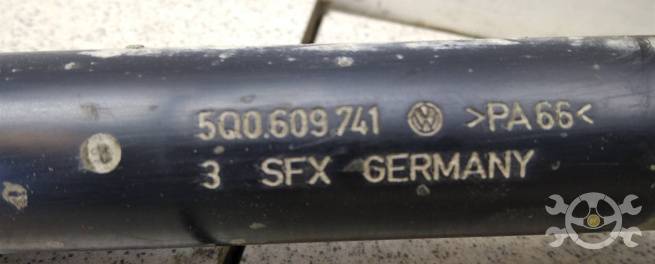 5Q0.609.741 >PA66<
3 SFX GERMANY